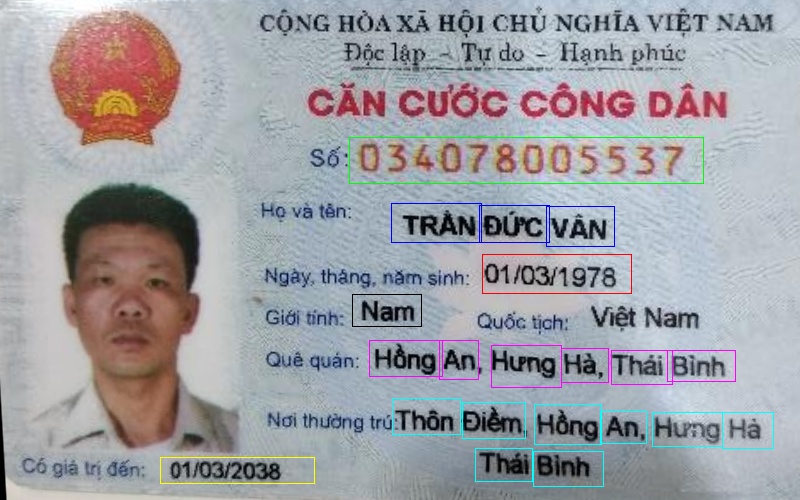 CỘNG HÒA XÃ HỘI CHỦ NGHĨA VIỆT NAM
Độc lập - Tự do - Hạnh phúc
CĂN CƯỚC CÔNG DÂN
Số: 034078005537
Họ và tên: TRẦN ĐỨC VÂN
Ngày, tháng, năm sinh: 01/03/1978
Giới tính: Nam Quốc tịch: Việt Nam
Quê quán: Hồng An, Hưng Hà, Thái Bình
Nơi thường trú: Thôn Điềm, Hồng An, Hưng Hà
Thái Bình
Có giá trị đến: 01/03/2038